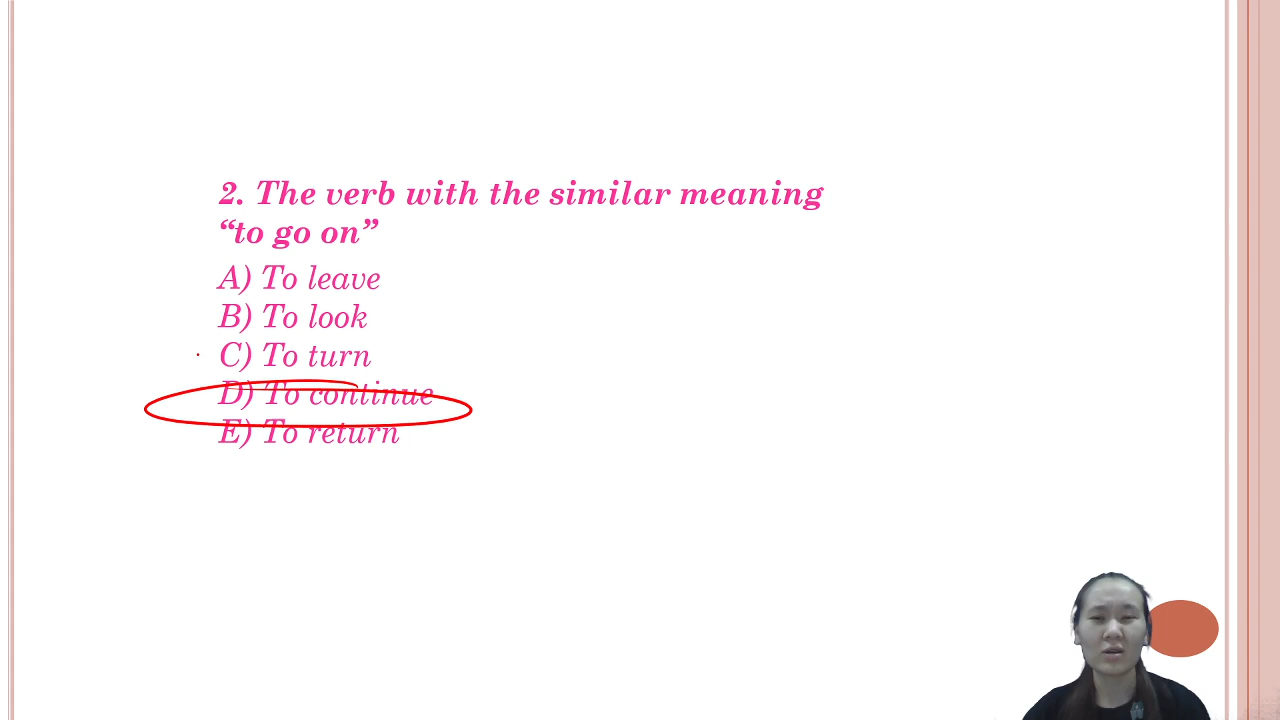 2. The verb with the similar meaning
“to go on”
A) To leave
B) To look
C) To turn
D) To continue
E) To return